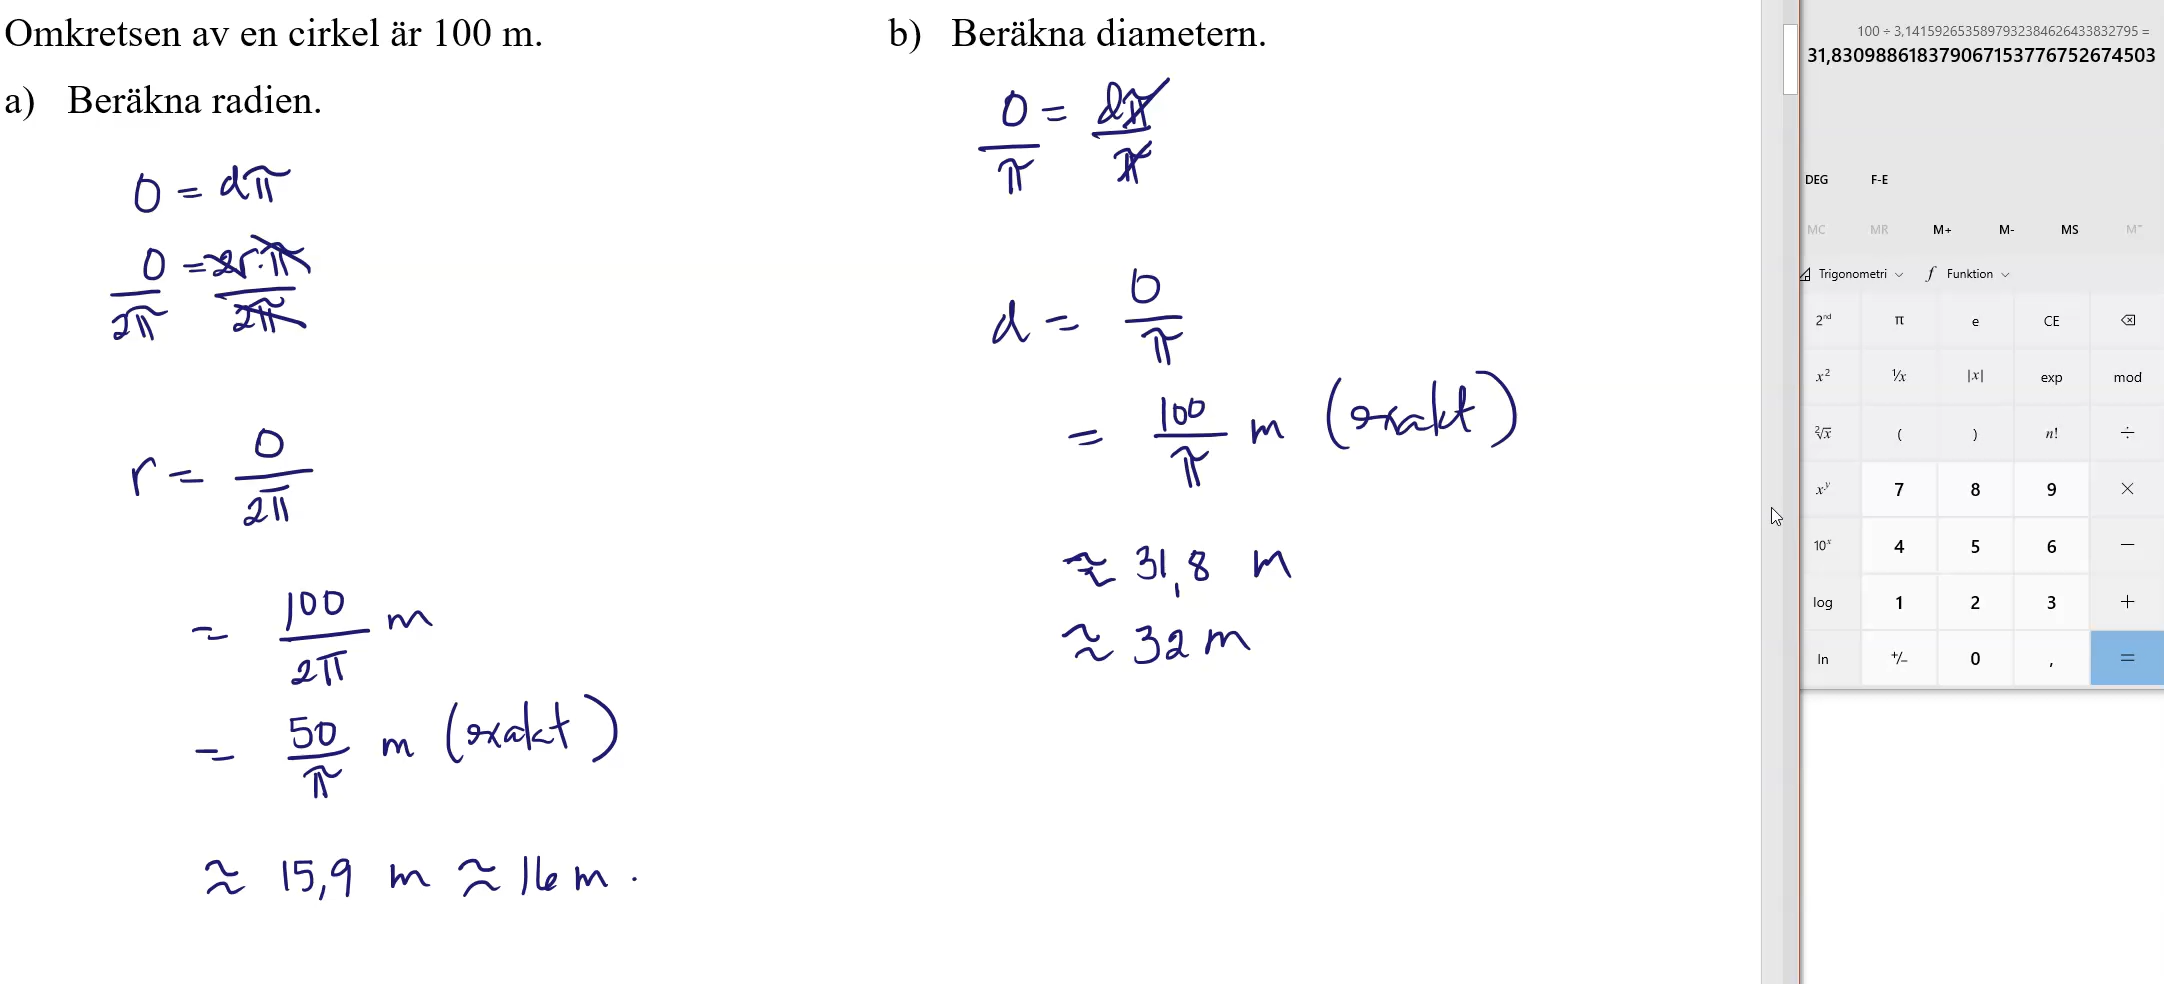 Omkretsen av en cirkel är 100 m.
a) Beräkna radien.
O = dπ
O/2π = 2r·π/2π
r = O/2π
= 100/2π m
= 50/π m (exakt)
≈ 15,9 m ≈ 16 m.
b) Beräkna diametern.
O/π = dπ/π
d = O/π
= 100/π m (exakt)
≈ 31,8 m
≈ 32 m
100 ÷ 3,1415926535897932384626433832795 =
31,830988618379067153776752674503
DEG F-E
MC MR M+ M- MS M˅
Trigonometri f Funktion
2ⁿᵈ π e CE
x² ¹/x |x| exp mod
²√x ( ) n! ÷
xʸ 7 8 9 ×
10ˣ 4 5 6 −
log 1 2 3 +
ln +/− 0 , =